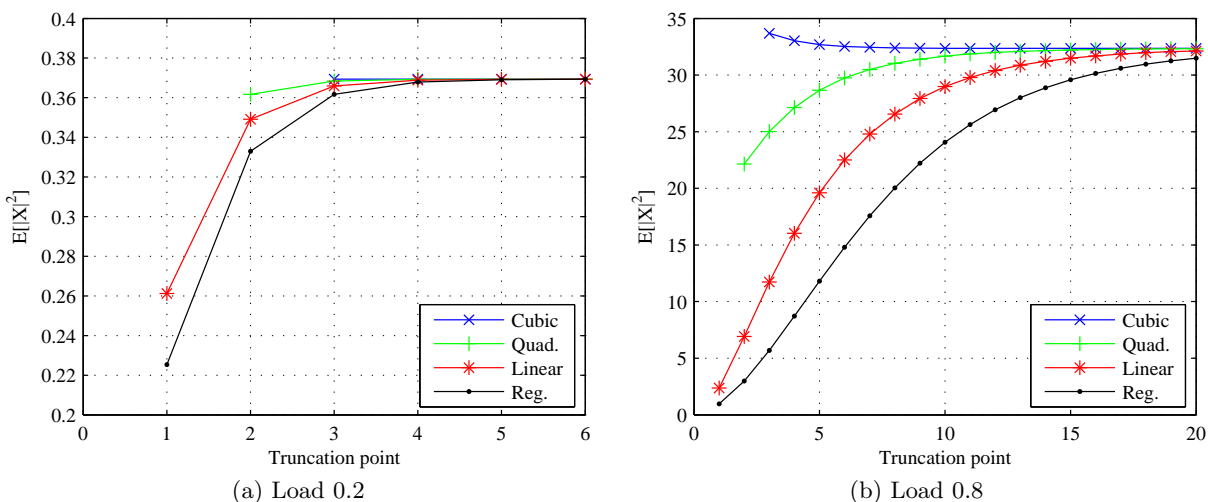 0.4
0.38
0.36
0.34
0.32
0.3
0.28
0.26
0.24
0.22
0.2
E[|X|²]
0 1 2 3 4 5 6
Truncation point
Cubic
Quad.
Linear
Reg.
(a) Load 0.2
35
30
25
20
15
10
5
0
E[|X|²]
0 5 10 15 20
Truncation point
Cubic
Quad.
Linear
Reg.
(b) Load 0.8